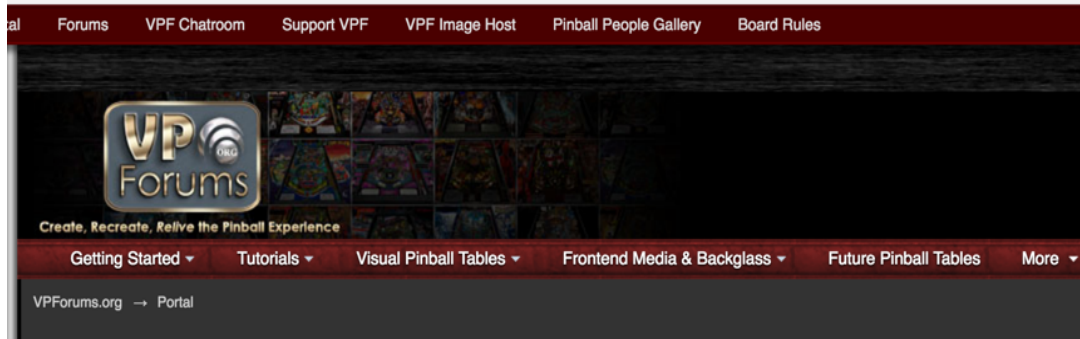 al Forums VPF Chatroom Support VPF VPF Image Host Pinball People Gallery Board Rules
VP
ORG
Forums
Create, Recreate, Relive the Pinball Experience
Getting Started Tutorials Visual Pinball Tables Frontend Media & Backglass Future Pinball Tables More
VPForums.org → Portal